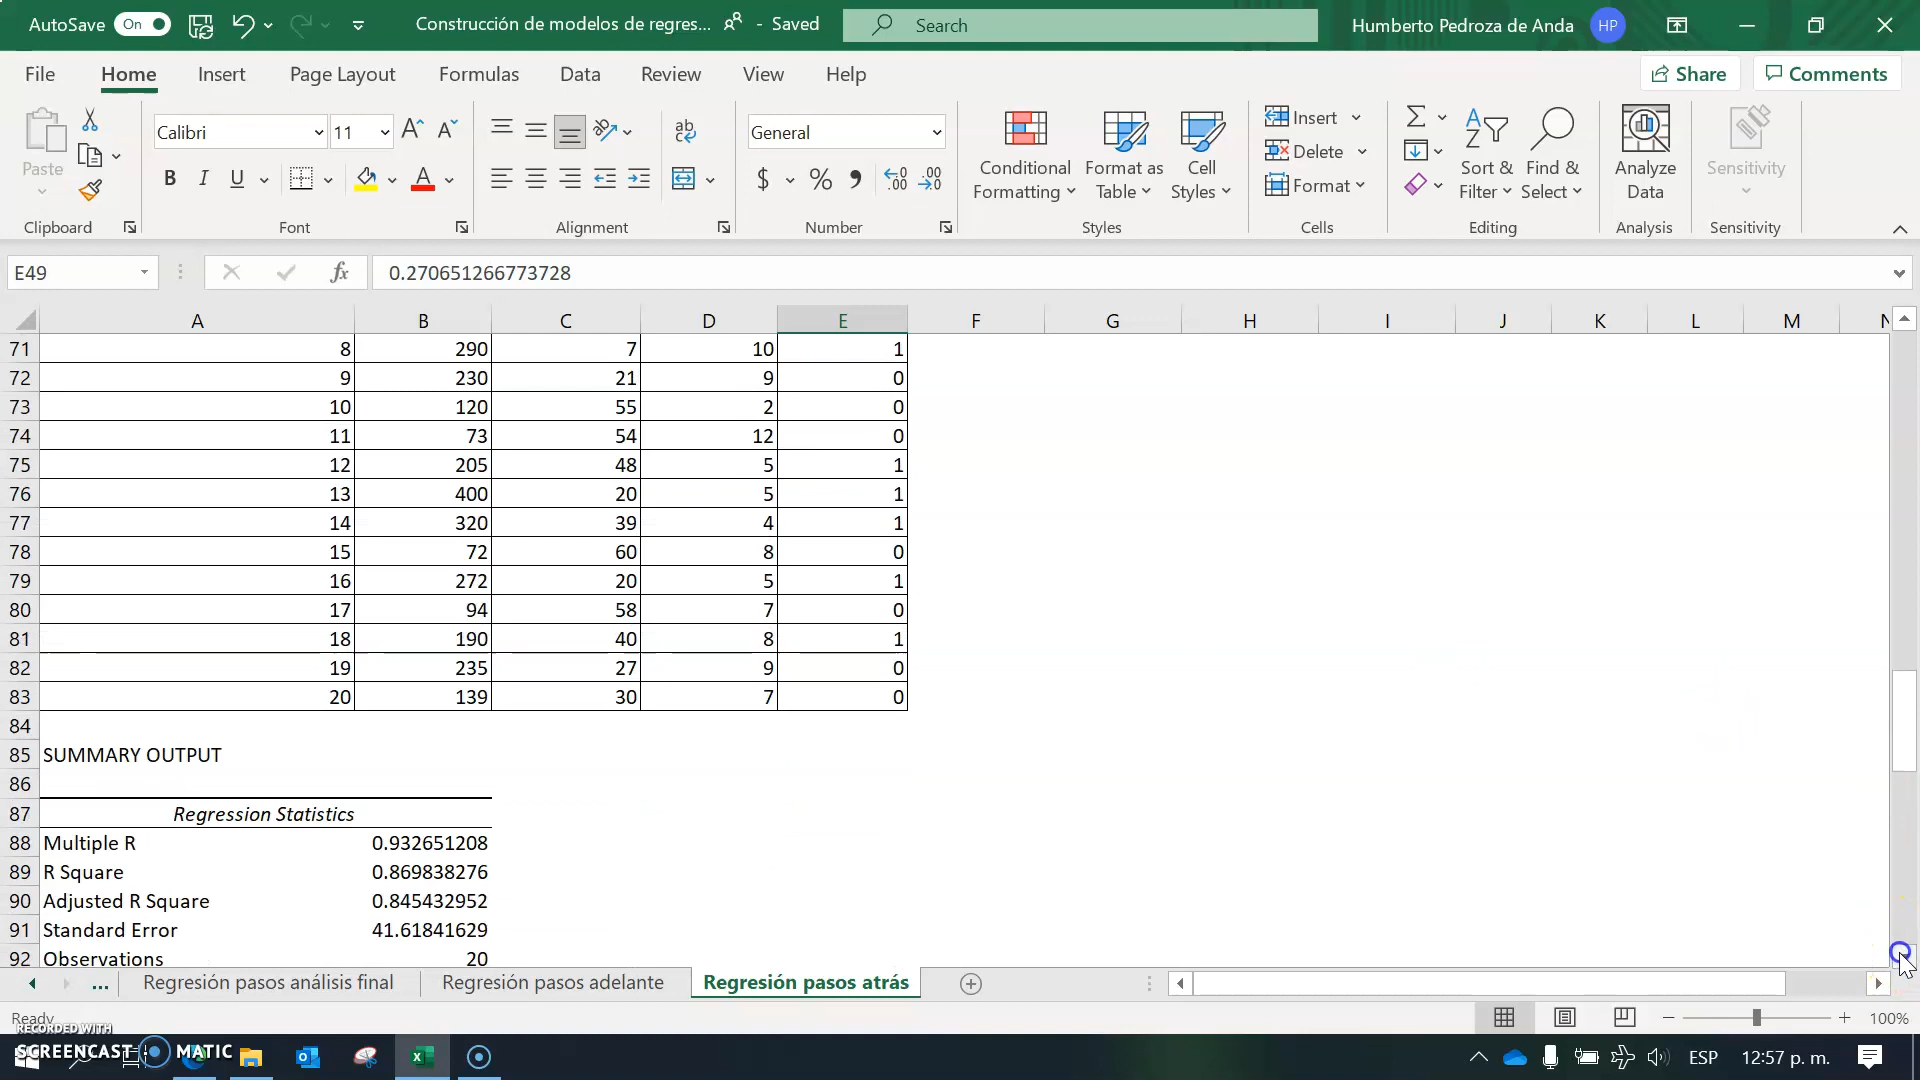 AutoSave On Construcción de modelos de regres... - Saved Search Humberto Pedroza de Anda HP
File Home Insert Page Layout Formulas Data Review View Help Share Comments
Paste Calibri 11 General Conditional Formatting Format as Table Cell Styles Insert Delete Format Sort & Filter Find & Select Analyze Data Sensitivity
Clipboard Font Alignment Number Styles Cells Editing Analysis Sensitivity
E49 fx 0.270651266773728
A B C D E F G H I J K L M N
71 8 290 7 10 1
72 9 230 21 9 0
73 10 120 55 2 0
74 11 73 54 12 0
75 12 205 48 5 1
76 13 400 20 5 1
77 14 320 39 4 1
78 15 72 60 8 0
79 16 272 20 5 1
80 17 94 58 7 0
81 18 190 40 8 1
82 19 235 27 9 0
83 20 139 30 7 0
84
85 SUMMARY OUTPUT
86
87 Regression Statistics
88 Multiple R 0.932651208
89 R Square 0.869838276
90 Adjusted R Square 0.845432952
91 Standard Error 41.61841629
92 Observations 20
... Regresión pasos análisis final Regresión pasos adelante Regresión pasos atrás
Ready 100%
RECORDED WITH
SCREENCAST MATIC ESP 12:57 p. m.